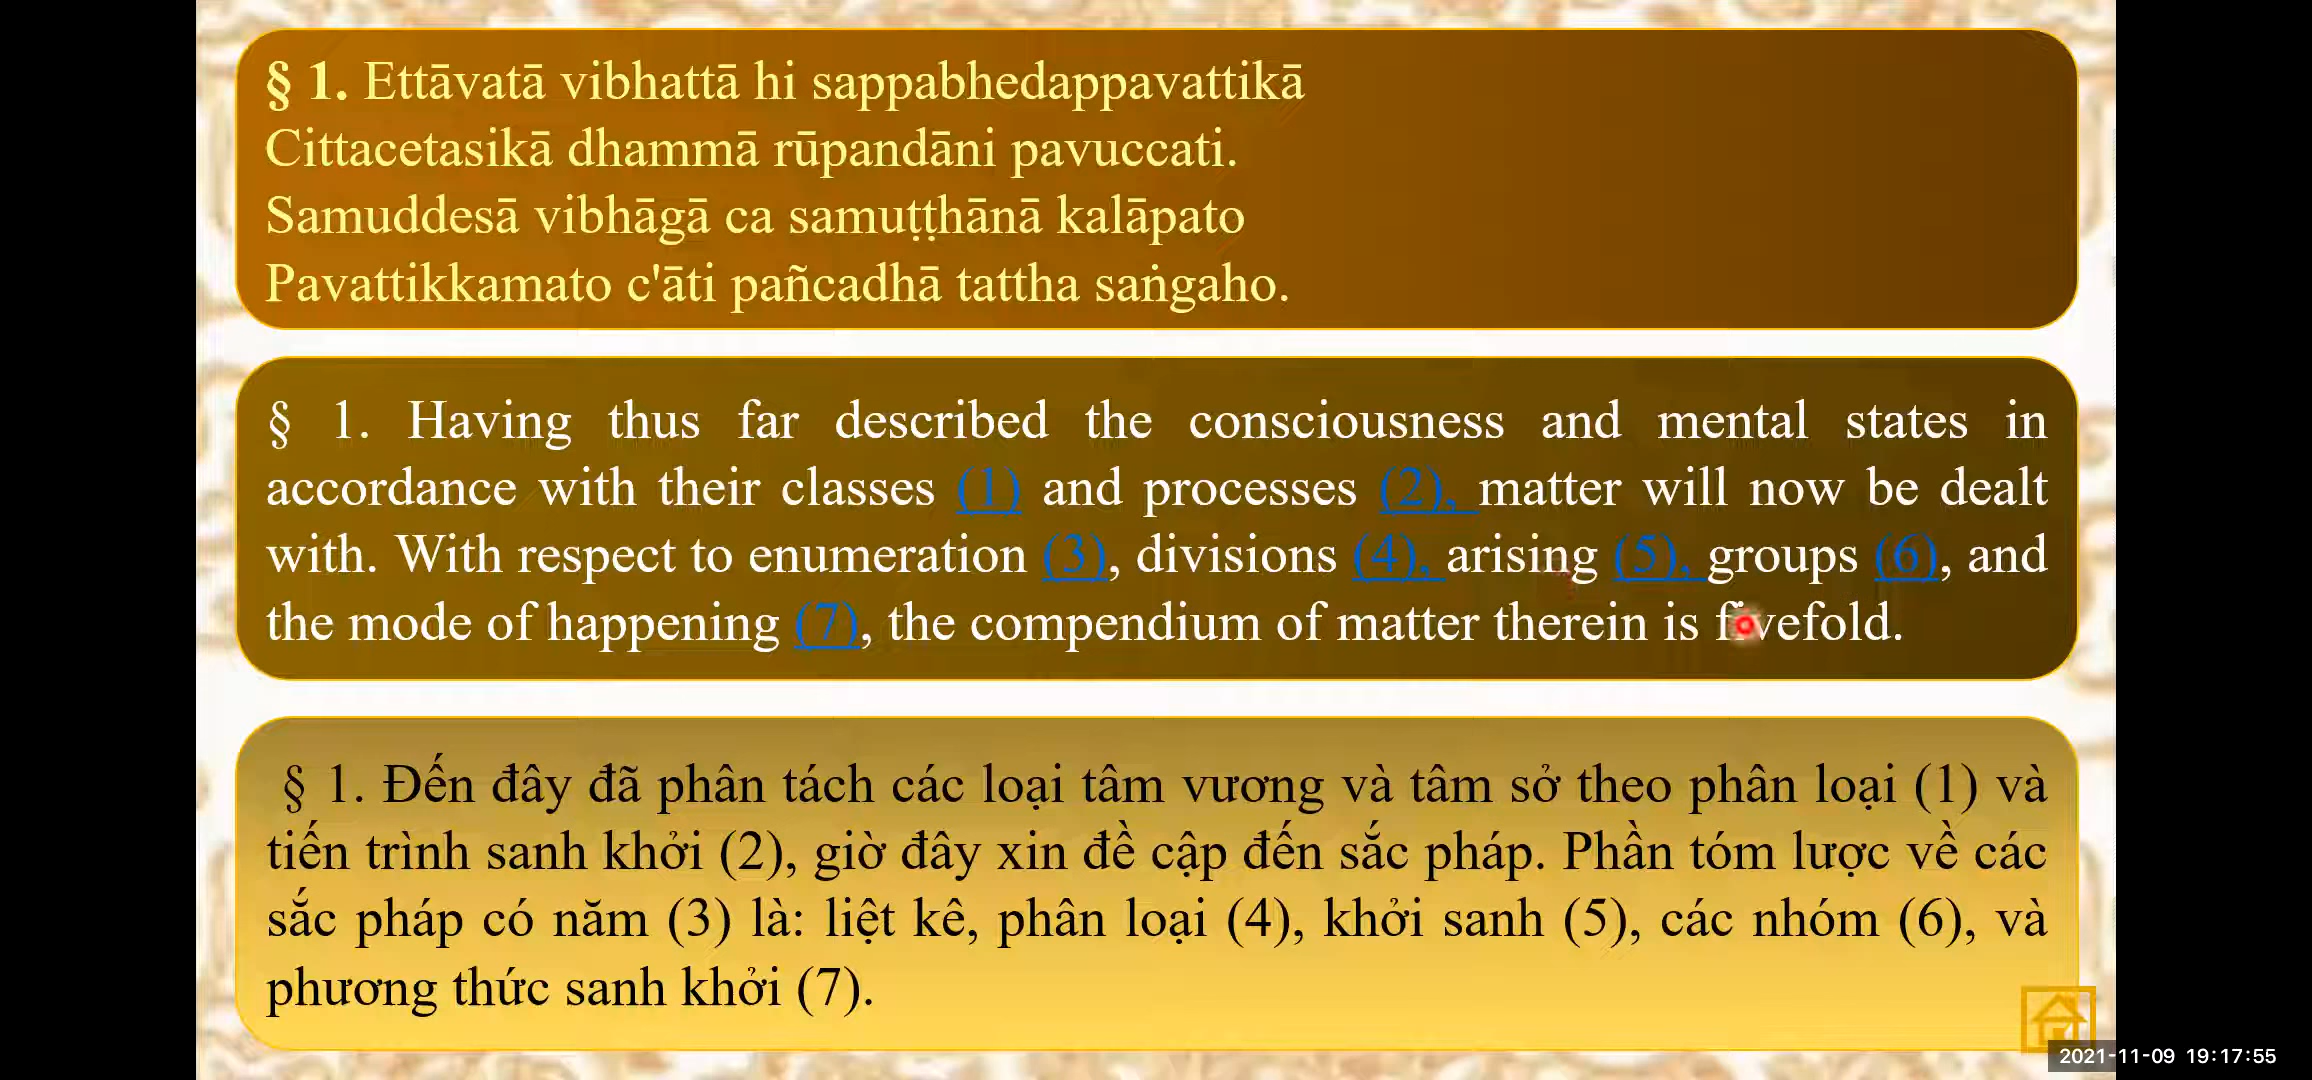 § 1. Ettāvatā vibhattā hi sappabhedappavattikā
Cittacetasikā dhammā rūpandāni pavuccati.
Samuddesā vibhāgā ca samuṭṭhānā kalāpato
Pavattikkamato c'āti pañcadhā tattha saṅgaho.
§ 1. Having thus far described the consciousness and mental states in
accordance with their classes (1) and processes (2), matter will now be dealt
with. With respect to enumeration (3), divisions (4), arising (5), groups (6), and
the mode of happening (7), the compendium of matter therein is fivefold.
§ 1. Đến đây đã phân tách các loại tâm vương và tâm sở theo phân loại (1) và
tiến trình sanh khởi (2), giờ đây xin đề cập đến sắc pháp. Phần tóm lược về các
sắc pháp có năm (3) là: liệt kê, phân loại (4), khởi sanh (5), các nhóm (6), và
phương thức sanh khởi (7).
2021-11-09 19:17:55